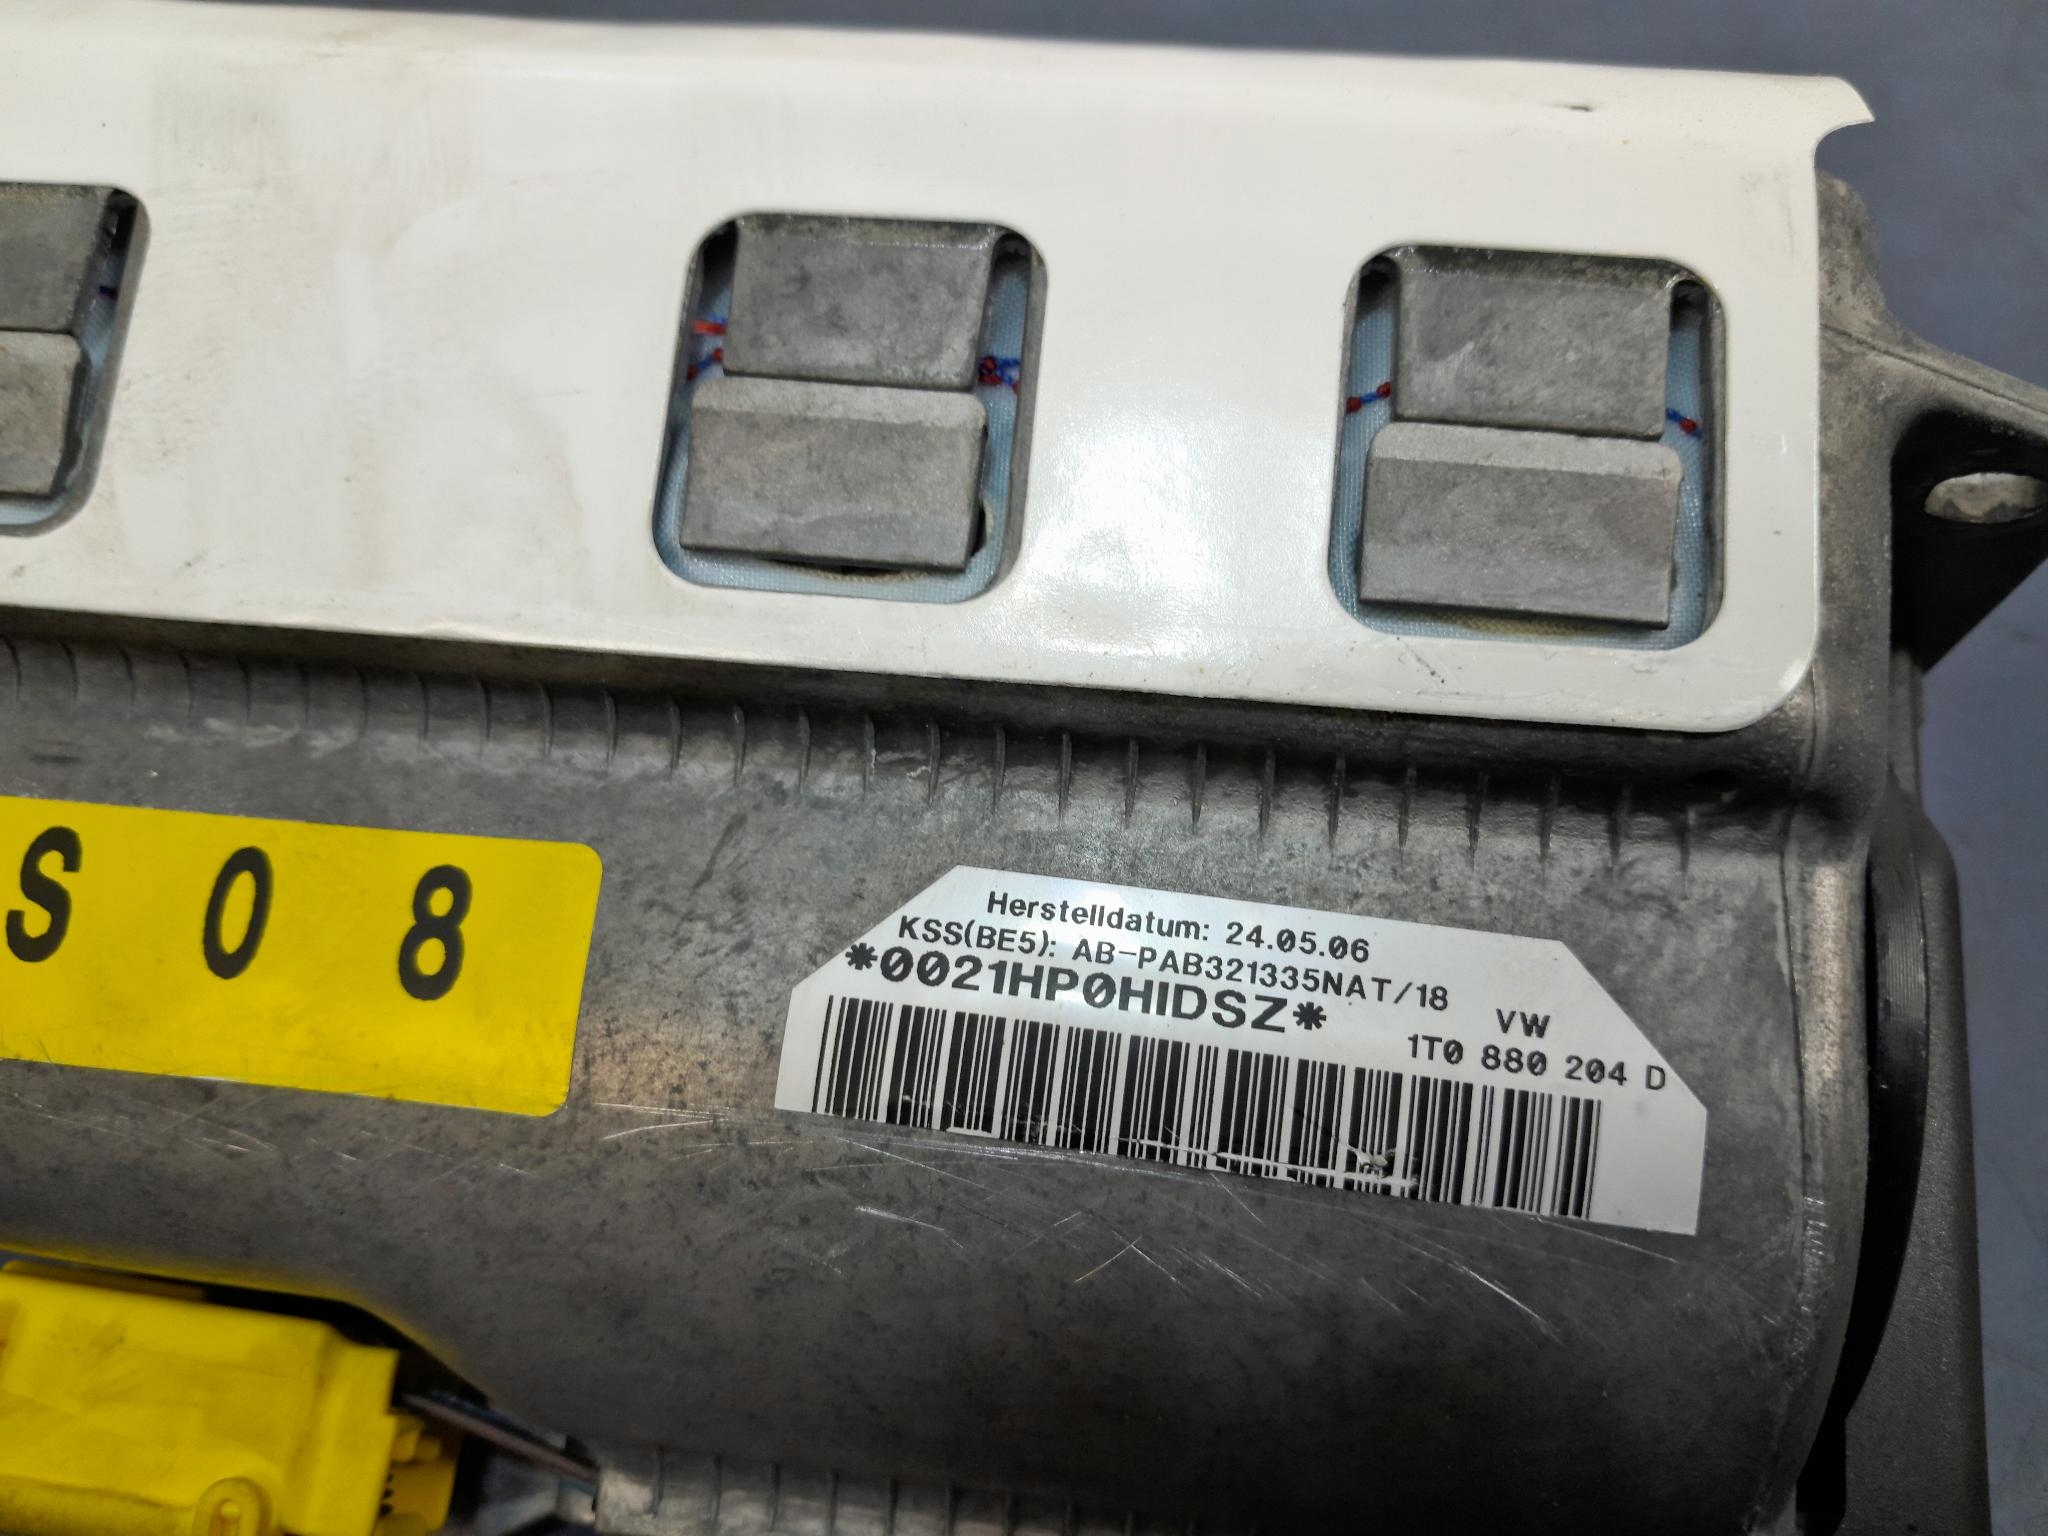 S 0 8
Herstelldatum: 24.05.06
KSS(BE5): AB-PAB321335NAT/18
*0021HP0HIDSZ*
VW
1T0 880 204 D